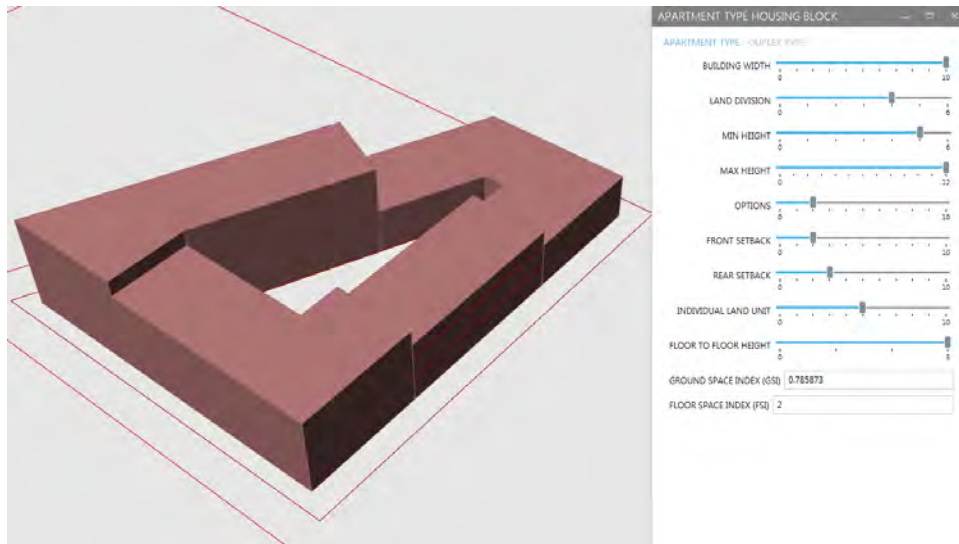 APARTMENT TYPE HOUSING BLOCK
APARTMENT TYPE DUPLEX TYPE
BUILDING WIDTH
0 10
LAND DIVISION
0 6
MIN HEIGHT
0 6
MAX HEIGHT
0
OPTIONS
0 10
FRONT SETBACK
0 10
REAR SETBACK
0 10
INDIVIDUAL LAND UNIT
0 10
FLOOR TO FLOOR HEIGHT
0
GROUND SPACE INDEX (GSI) 0.785873
FLOOR SPACE INDEX (FSI) 2